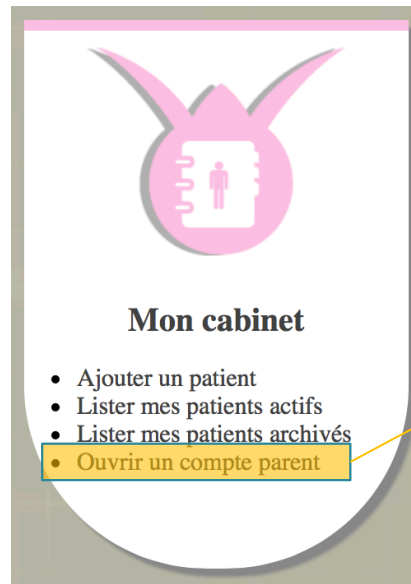 Mon cabinet
Ajouter un patient
Lister mes patients actifs
Lister mes patients archivés
Ouvrir un compte parent